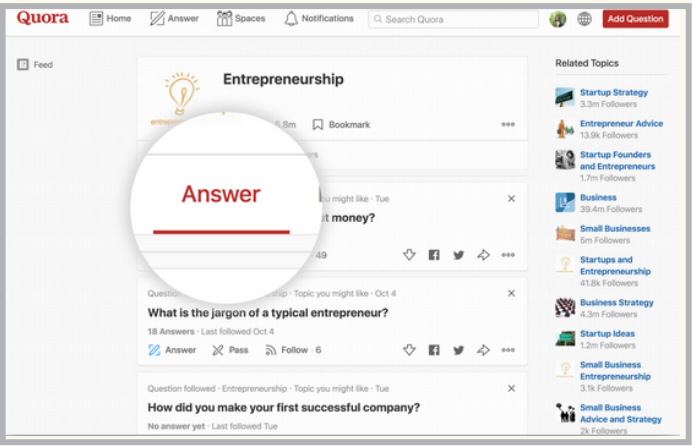 Quora Home Answer Spaces Notifications Search Quora Add Question
Feed
Entrepreneurship
5.8m Bookmark
Answer
you might like · Tue
money?
49
Topic you might like · Oct 4
What is the jargon of a typical entrepreneur?
18 Answers · Last followed Oct 4
Answer Pass Follow · 6
Question followed · Entrepreneurship · Topic you might like · Tue
How did you make your first successful company?
No answer yet · Last followed Tue
Related Topics
Startup Strategy
3.3m Followers
Entrepreneur Advice
13.9k Followers
Startup Founders
and Entrepreneurs
1.7m Followers
Business
39.4m Followers
Small Businesses
5m Followers
Startups and
Entrepreneurship
41.8k Followers
Business Strategy
4.3m Followers
Startup Ideas
1.2m Followers
Small Business
Entrepreneurship
3.1k Followers
Small Business
Advice and Strategy
2k Followers